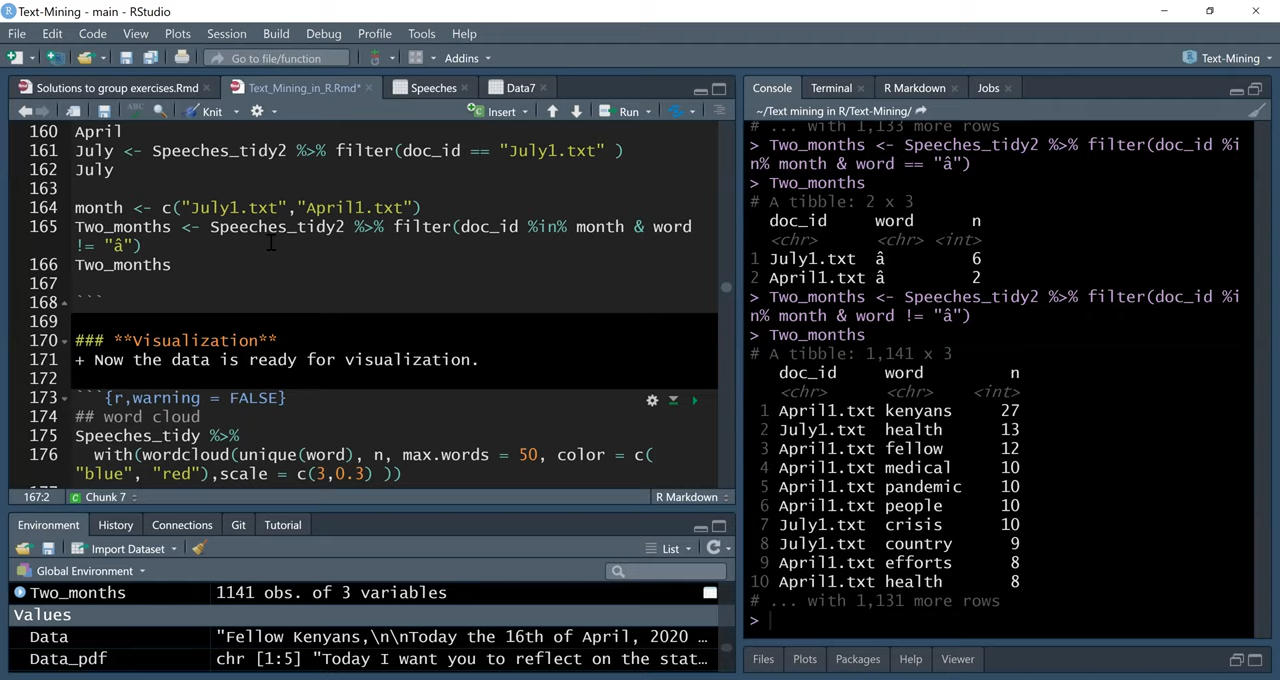 Text-Mining - main - RStudio
File Edit Code View Plots Session Build Debug Profile Tools Help
Go to file/function Addins Text-Mining
Solutions to group exercises.Rmd Text_Mining_in_R.Rmd* Speeches Data7
ABC Knit Insert Run
160 April
161 July <- Speeches_tidy2 %>% filter(doc_id == "July1.txt" )
162 July
163
164 month <- c("July1.txt","April1.txt")
165 Two_months <- Speeches_tidy2 %>% filter(doc_id %in% month & word
!= "â")
166 Two_months
167
168 ```
169
170 ### **Visualization**
171 + Now the data is ready for visualization.
172
173 ```{r,warning = FALSE}
174 ## word cloud
175 Speeches_tidy %>%
176 with(wordcloud(unique(word), n, max.words = 50, color = c(
"blue", "red"),scale = c(3,0.3) ))
167:2 Chunk 7 R Markdown
Environment History Connections Git Tutorial
Import Dataset List
Global Environment
Two_months 1141 obs. of 3 variables
Values
Data "Fellow Kenyans,\n\nToday the 16th of April, 2020 …
Data_pdf chr [1:5] "Today I want you to reflect on the stat…
Console Terminal R Markdown Jobs
~/Text mining in R/Text-Mining/
# ... with 1,133 more rows
> Two_months <- Speeches_tidy2 %>% filter(doc_id %i
n% month & word == "â")
> Two_months
# A tibble: 2 x 3
doc_id word n
<chr> <chr> <int>
1 July1.txt â 6
2 April1.txt â 2
> Two_months <- Speeches_tidy2 %>% filter(doc_id %i
n% month & word != "â")
> Two_months
# A tibble: 1,141 x 3
doc_id word n
<chr> <chr> <int>
1 April1.txt kenyans 27
2 July1.txt health 13
3 April1.txt fellow 12
4 April1.txt medical 10
5 April1.txt pandemic 10
6 April1.txt people 10
7 July1.txt crisis 10
8 July1.txt country 9
9 April1.txt efforts 8
10 April1.txt health 8
# ... with 1,131 more rows
>
Files Plots Packages Help Viewer